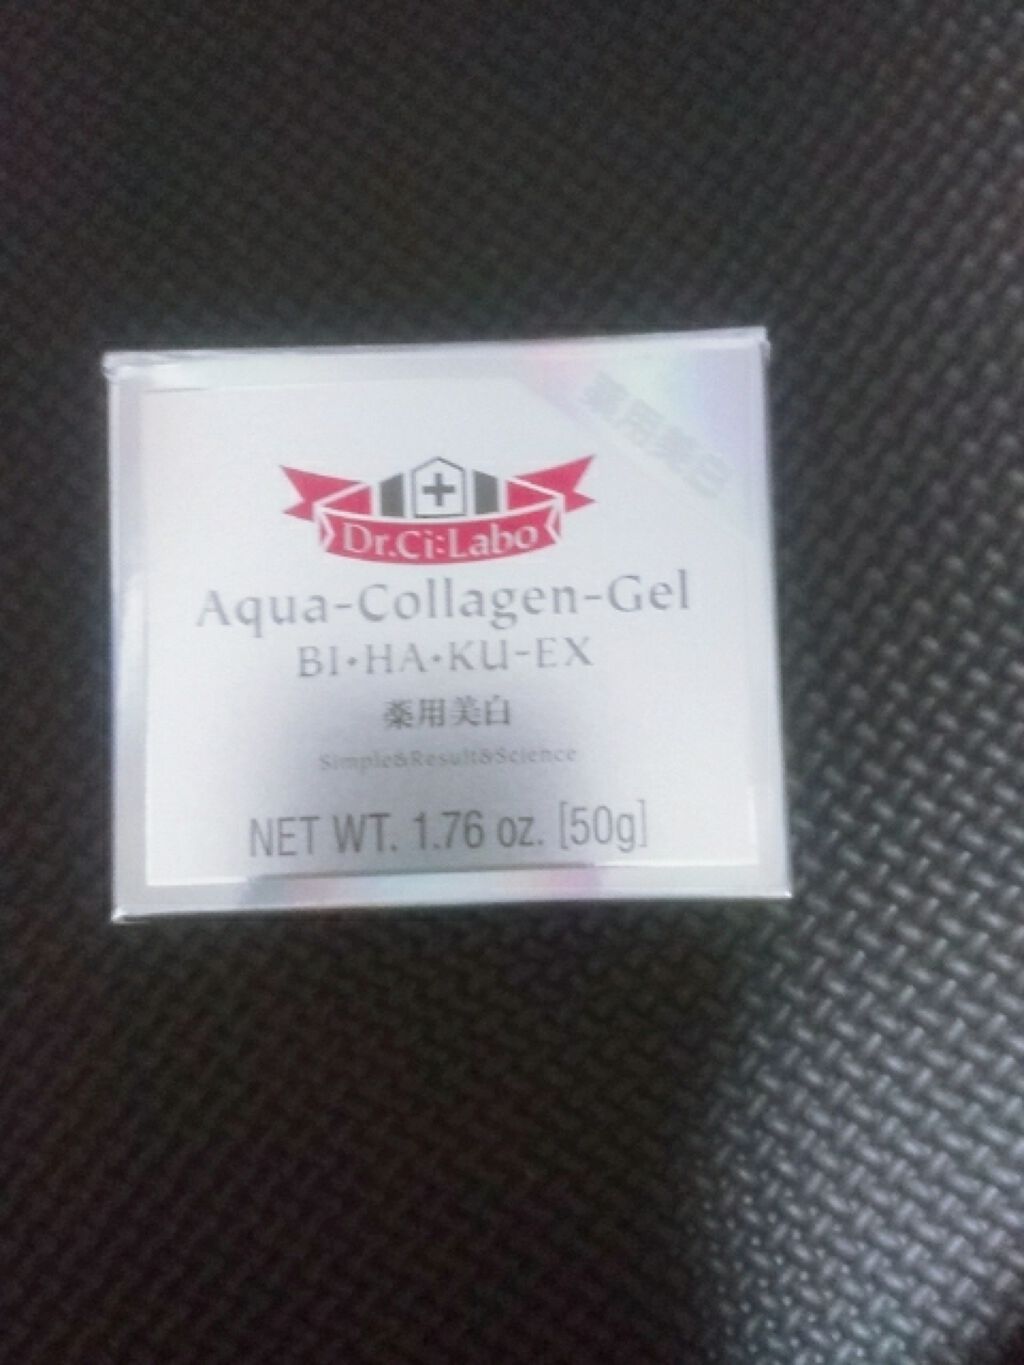 薬用美白
Dr.Ci:Labo
Aqua-Collagen-Gel
BI•HA•KU-EX
薬用美白
Simple&Result&Science
NET WT. 1.76 oz. [50g]